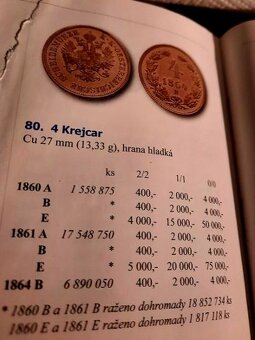 80. 4 Krejcar
Cu 27 mm (13,33 g), hrana hladká
ks 2/2 1/1 0/0
1860 A 1 558 875 400,- 2 000,- 4 000,-
B * 400,- 2 000,- 4 000,-
E * 4 000,- 15 000,- 50 000,-
1861 A 17 548 750 400,- 2 000,- 4 000,-
B * 400,- 2 000,- 4 000,-
E * 5 000,- 20 000,- 75 000,-
1864 B 6 890 050 400,- 2 000,- 4 000,-
* 1860 B a 1861 B raženo dohromady 18 852 734 ks
1860 E a 1861 E raženo dohromady 1 817 118 ks